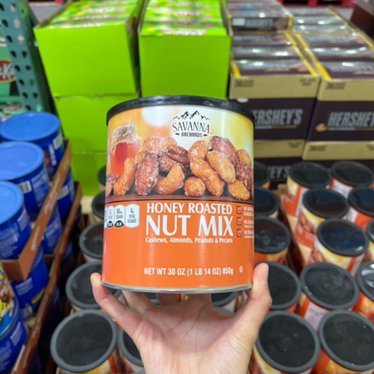 SAVANNA
ORCHARDS
HONEY ROASTED
NUT MIX
Cashews, Almonds, Peanuts & Pecans
NET WT 30 OZ (1 LB 14 OZ) 850g
HERSHEY'S
HERSHEY'S